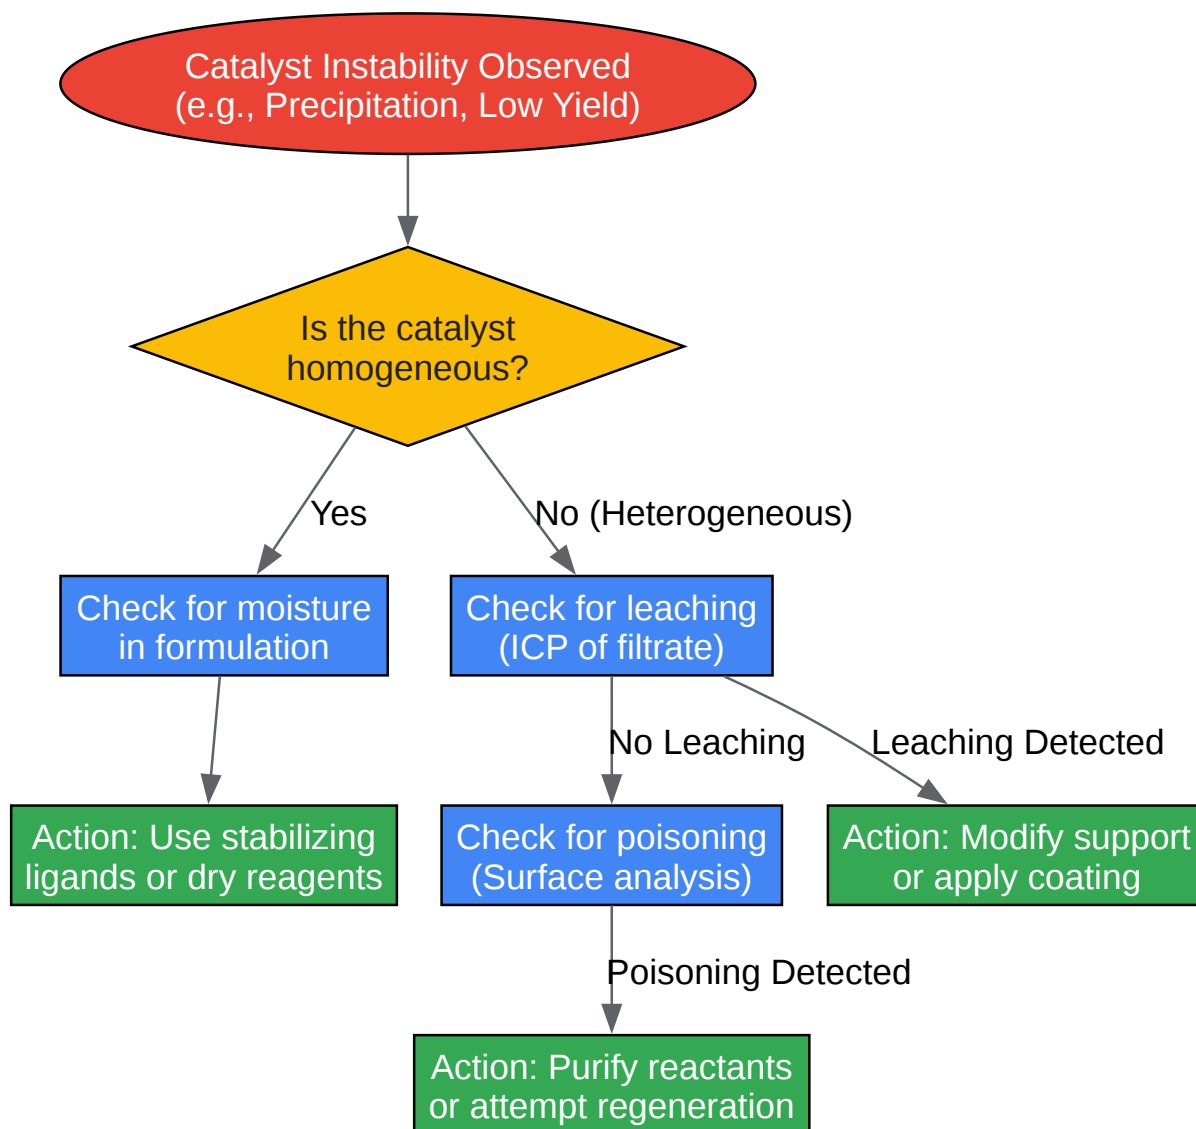 Catalyst Instability Observed
(e.g., Precipitation, Low Yield)
Is the catalyst
homogeneous?
Yes
No (Heterogeneous)
Check for moisture
in formulation
Check for leaching
(ICP of filtrate)
No Leaching
Leaching Detected
Action: Use stabilizing
ligands or dry reagents
Check for poisoning
(Surface analysis)
Action: Modify support
or apply coating
Poisoning Detected
Action: Purify reactants
or attempt regeneration